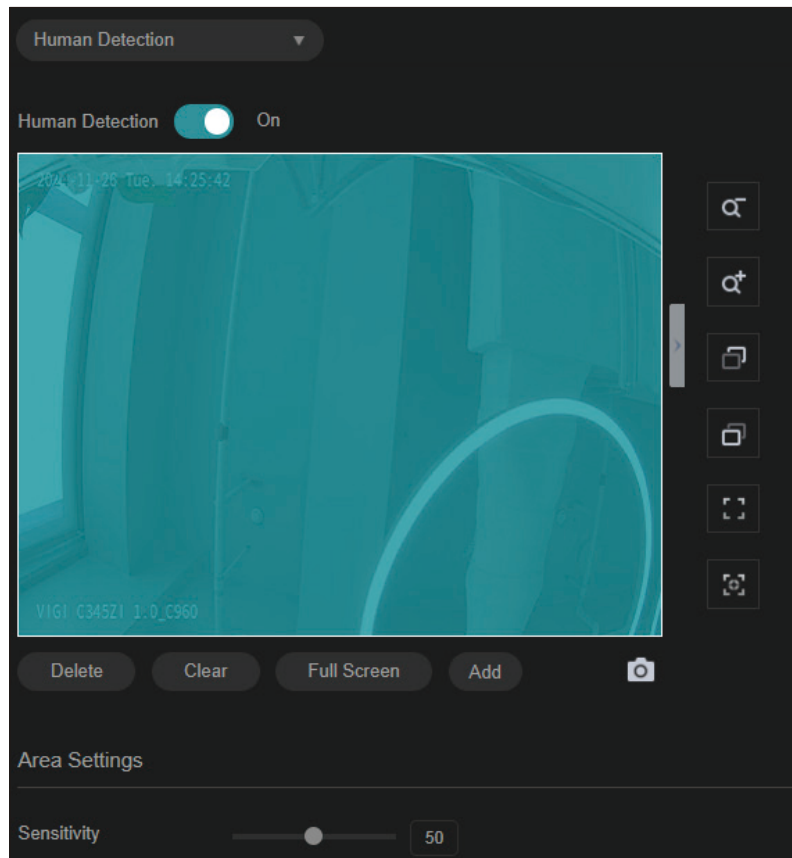 Human Detection
Human Detection On
2024-11-26 Tue. 14:25:42
VIGI C345ZI 1.0_C960
Delete Clear Full Screen Add
Area Settings
Sensitivity 50